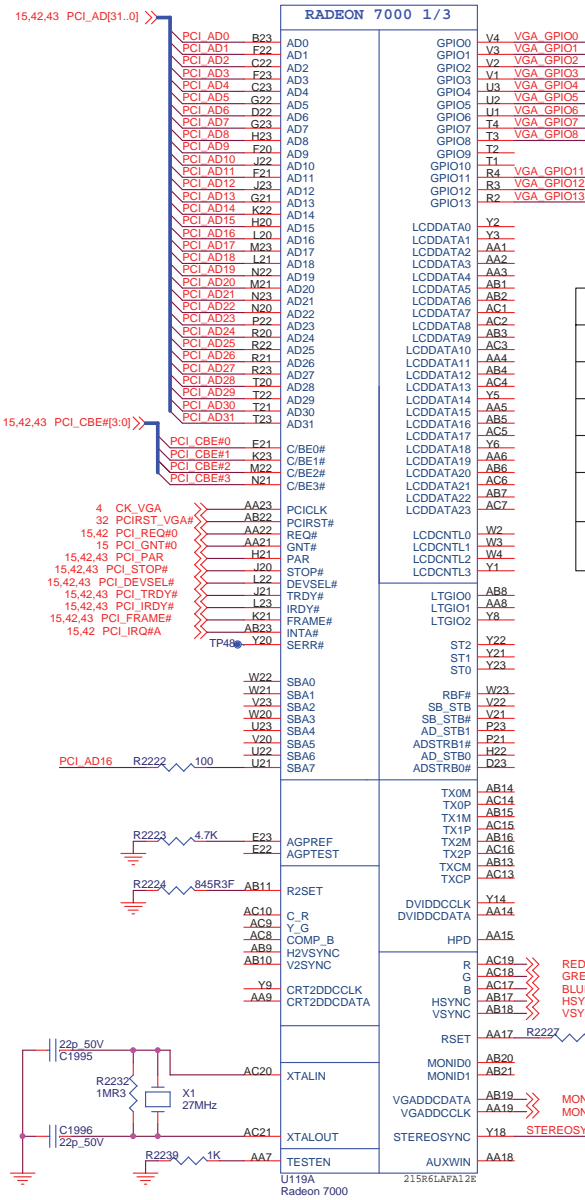 RADEON 7000 1/3
15,42,43 PCI_AD[31..0]
PCI_AD0 B23 AD0 GPIO0 V4 VGA_GPIO0
PCI_AD1 F22 AD1 GPIO1 V3 VGA_GPIO1
PCI_AD2 C22 AD2 GPIO2 V2 VGA_GPIO2
PCI_AD3 F23 AD3 GPIO3 V1 VGA_GPIO3
PCI_AD4 C23 AD4 GPIO4 U3 VGA_GPIO4
PCI_AD5 G22 AD5 GPIO5 U2 VGA_GPIO5
PCI_AD6 D22 AD6 GPIO6 U1 VGA_GPIO6
PCI_AD7 G23 AD7 GPIO7 T4 VGA_GPIO7
PCI_AD8 H23 AD8 GPIO8 T3 VGA_GPIO8
PCI_AD9 F20 AD9 GPIO9 T2
PCI_AD10 J22 AD10 GPIO10 T1
PCI_AD11 F21 AD11 GPIO11 R4 VGA_GPIO11
PCI_AD12 J23 AD12 GPIO12 R3 VGA_GPIO12
PCI_AD13 G21 AD13 GPIO13 R2 VGA_GPIO13
PCI_AD14 K22 AD14
PCI_AD15 H20 AD15 LCDDATA0 Y2
PCI_AD16 L20 AD16 LCDDATA1 Y3
PCI_AD17 M23 AD17 LCDDATA2 AA1
PCI_AD18 L21 AD18 LCDDATA3 AA2
PCI_AD19 N22 AD19 LCDDATA4 AA3
PCI_AD20 M21 AD20 LCDDATA5 AB1
PCI_AD21 N23 AD21 LCDDATA6 AB2
PCI_AD22 N20 AD22 LCDDATA7 AC1
PCI_AD23 P22 AD23 LCDDATA8 AC2
PCI_AD24 R20 AD24 LCDDATA9 AB3
PCI_AD25 R22 AD25 LCDDATA10 AC3
PCI_AD26 R21 AD26 LCDDATA11 AA4
PCI_AD27 R23 AD27 LCDDATA12 AB4
PCI_AD28 T20 AD28 LCDDATA13 AC4
PCI_AD29 T22 AD29 LCDDATA14 Y5
PCI_AD30 T21 AD30 LCDDATA15 AA5
PCI_AD31 T23 AD31 LCDDATA16 AB5
15,42,43 PCI_CBE#[3:0] LCDDATA17 AC5
PCI_CBE#0 E21 C/BE0# LCDDATA18 Y6
PCI_CBE#1 K23 C/BE1# LCDDATA19 AA6
PCI_CBE#2 M22 C/BE2# LCDDATA20 AB6
PCI_CBE#3 N21 C/BE3# LCDDATA21 AC6
LCDDATA22 AB7
4 CK_VGA AA23 PCICLK LCDDATA23 AC7
32 PCIRST_VGA# AB22 PCIRST#
15,42 PCI_REQ#0 AA22 REQ# LCDCNTL0 W2
15 PCI_GNT#0 AA21 GNT# LCDCNTL1 W3
15,42,43 PCI_PAR H21 PAR LCDCNTL2 W4
15,42,43 PCI_STOP# J20 STOP# LCDCNTL3 Y1
15,42,43 PCI_DEVSEL# L22 DEVSEL#
15,42,43 PCI_TRDY# J21 TRDY# LTGIO0 AB8
15,42,43 PCI_IRDY# L23 IRDY# LTGIO1 AA8
15,42,43 PCI_FRAME# K21 FRAME# LTGIO2 Y8
15,42 PCI_IRQ#A AB23 INTA#
TP48 Y20 SERR# ST2 Y22
ST1 Y21
ST0 Y23
W22 SBA0
W21 SBA1 RBF# W23
V23 SBA2 SB_STB V22
W20 SBA3 SB_STB# V21
U23 SBA4 AD_STB1 P23
V20 SBA5 ADSTRB1# P21
U22 SBA6 AD_STB0 H22
PCI_AD16 R2222 100 U21 SBA7 ADSTRB0# D23
TX0M AB14
TX0P AC14
TX1M AB15
TX1P AC15
R2223 4.7K E23 AGPREF TX2M AB16
E22 AGPTEST TX2P AC16
TXCM AB13
TXCP AC13
R2224 845R3F AB11 R2SET
DVIDDCCLK Y14
AC10 C_R DVIDDCDATA AA14
AC9 Y_G
AC8 COMP_B HPD AA15
AB9 H2VSYNC
AB10 V2SYNC
R AC19 RED
G AC18 GRE
Y9 CRT2DDCCLK B AC17 BLU
AA9 CRT2DDCDATA HSYNC AB17 HSY
VSYNC AB18 VSY
RSET AA17 R2227
22p_50V
C1995
AC20 XTALIN MONID0 AB20
MONID1 AB21
R2232
1MR3
X1
27MHz
VGADDCDATA AB19 MON
VGADDCCLK AA19 MON
C1996
22p_50V
AC21 XTALOUT STEREOSYNC Y18 STEREOSY
R2239 1K AA7 TESTEN AUXWIN AA18
U119A 215R6LAFA12E
Radeon 7000